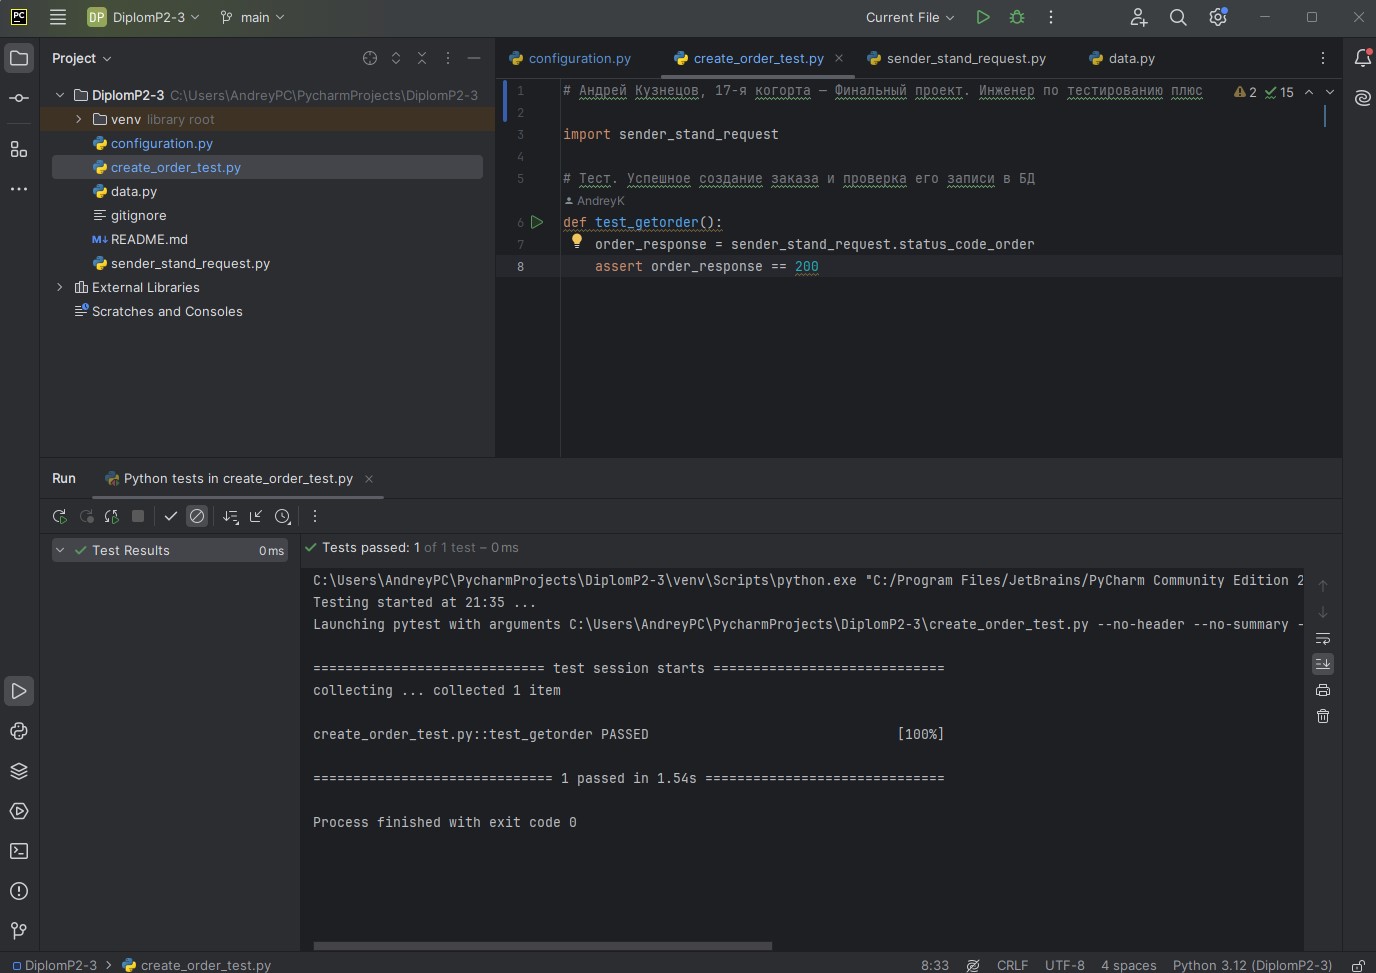 PC
DP DiplomP2-3
main
Current File
Project
configuration.py
create_order_test.py
sender_stand_request.py
data.py
DiplomP2-3 C:\Users\AndreyPC\PycharmProjects\DiplomP2-3
venv library root
configuration.py
create_order_test.py
data.py
gitignore
M↓ README.md
sender_stand_request.py
External Libraries
Scratches and Consoles
1 # Андрей Кузнецов, 17-я когорта — Финальный проект. Инженер по тестированию плюс
2 15
2
3 import sender_stand_request
4
5 # Тест. Успешное создание заказа и проверка его записи в БД
AndreyK
6 def test_getorder():
7 order_response = sender_stand_request.status_code_order
8 assert order_response == 200
Run
Python tests in create_order_test.py
Test Results 0 ms
Tests passed: 1 of 1 test – 0 ms
C:\Users\AndreyPC\PycharmProjects\DiplomP2-3\venv\Scripts\python.exe "C:/Program Files/JetBrains/PyCharm Community Edition 2
Testing started at 21:35 ...
Launching pytest with arguments C:\Users\AndreyPC\PycharmProjects\DiplomP2-3\create_order_test.py --no-header --no-summary -
============================= test session starts =============================
collecting ... collected 1 item
create_order_test.py::test_getorder PASSED [100%]
============================== 1 passed in 1.54s ==============================
Process finished with exit code 0
DiplomP2-3 > create_order_test.py
8:33
CRLF
UTF-8
4 spaces
Python 3.12 (DiplomP2-3)